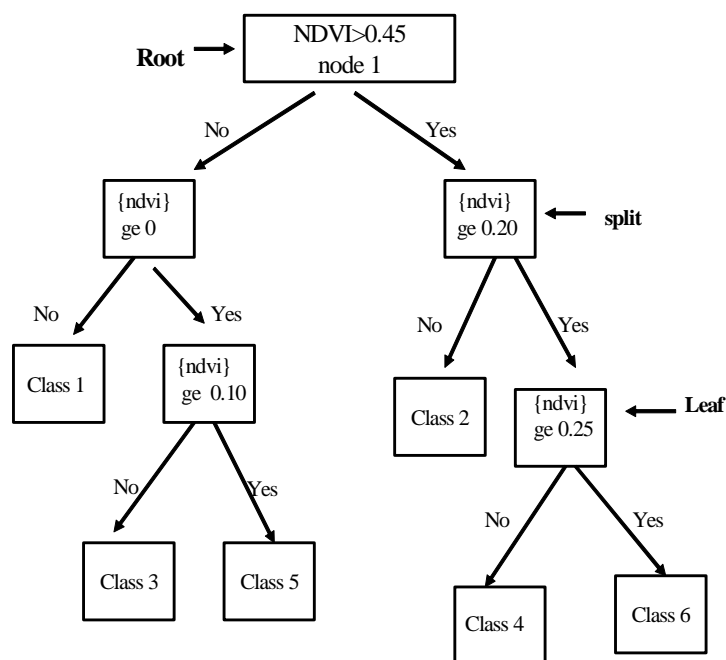 NDVI>0.45
node 1
Root
No
Yes
{ndvi}
ge 0
{ndvi}
ge 0.20
split
No
Yes
No
Yes
Class 1
{ndvi}
ge 0.10
Class 2
{ndvi}
ge 0.25
Leaf
No
Yes
No
Yes
Class 3
Class 5
Class 4
Class 6